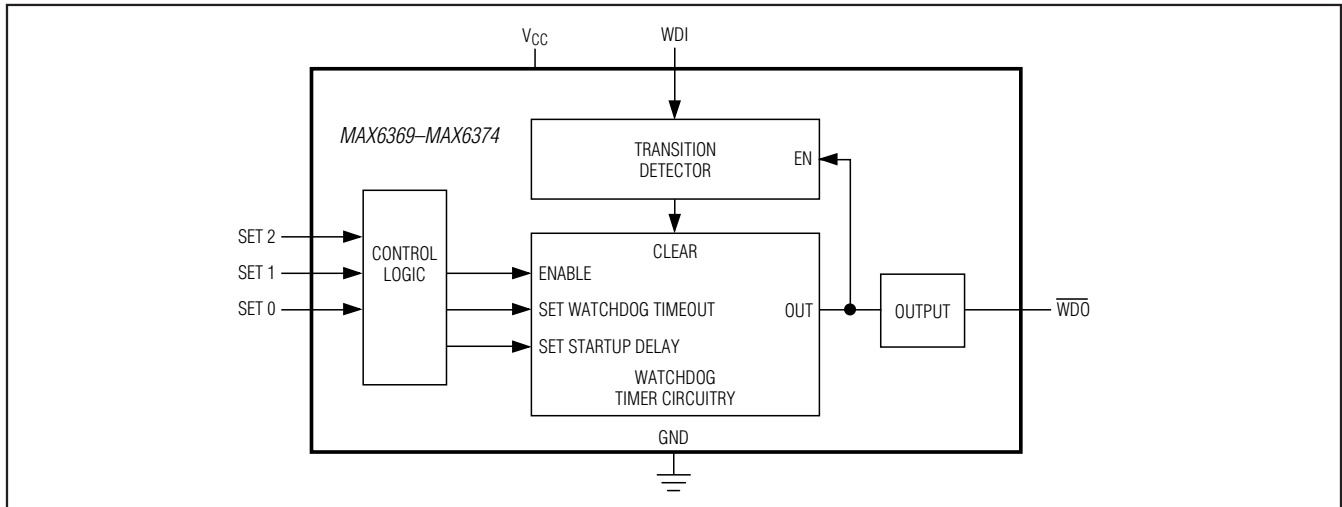 VCC
WDI
MAX6369–MAX6374
TRANSITION
DETECTOR
EN
SET 2
SET 1
SET 0
CONTROL
LOGIC
CLEAR
ENABLE
SET WATCHDOG TIMEOUT
SET STARTUP DELAY
OUT
WATCHDOG
TIMER CIRCUITRY
OUTPUT
W̅D̅O̅
GND